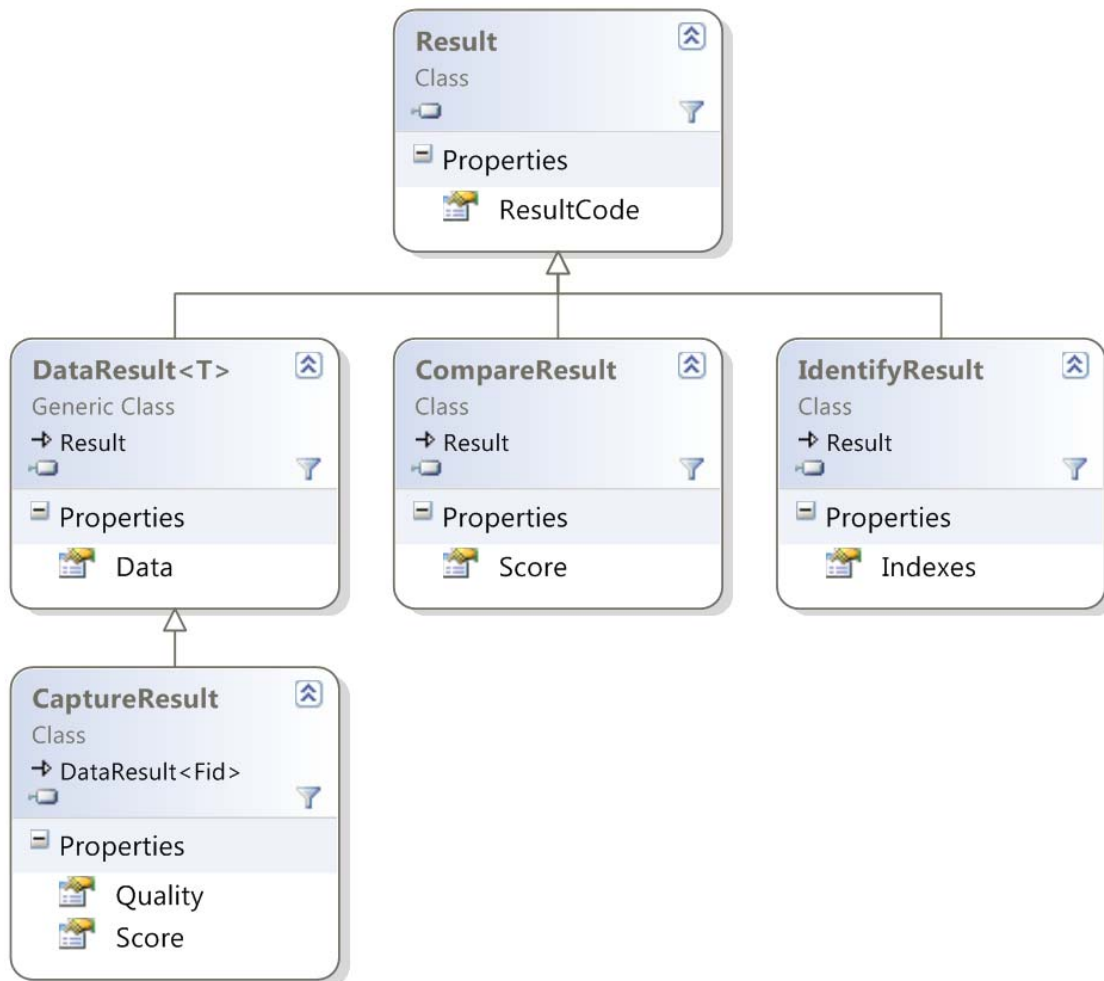 Result
Class
Properties
ResultCode
DataResult<T>
Generic Class
Result
Properties
Data
CompareResult
Class
Result
Properties
Score
IdentifyResult
Class
Result
Properties
Indexes
CaptureResult
Class
DataResult<Fid>
Properties
Quality
Score